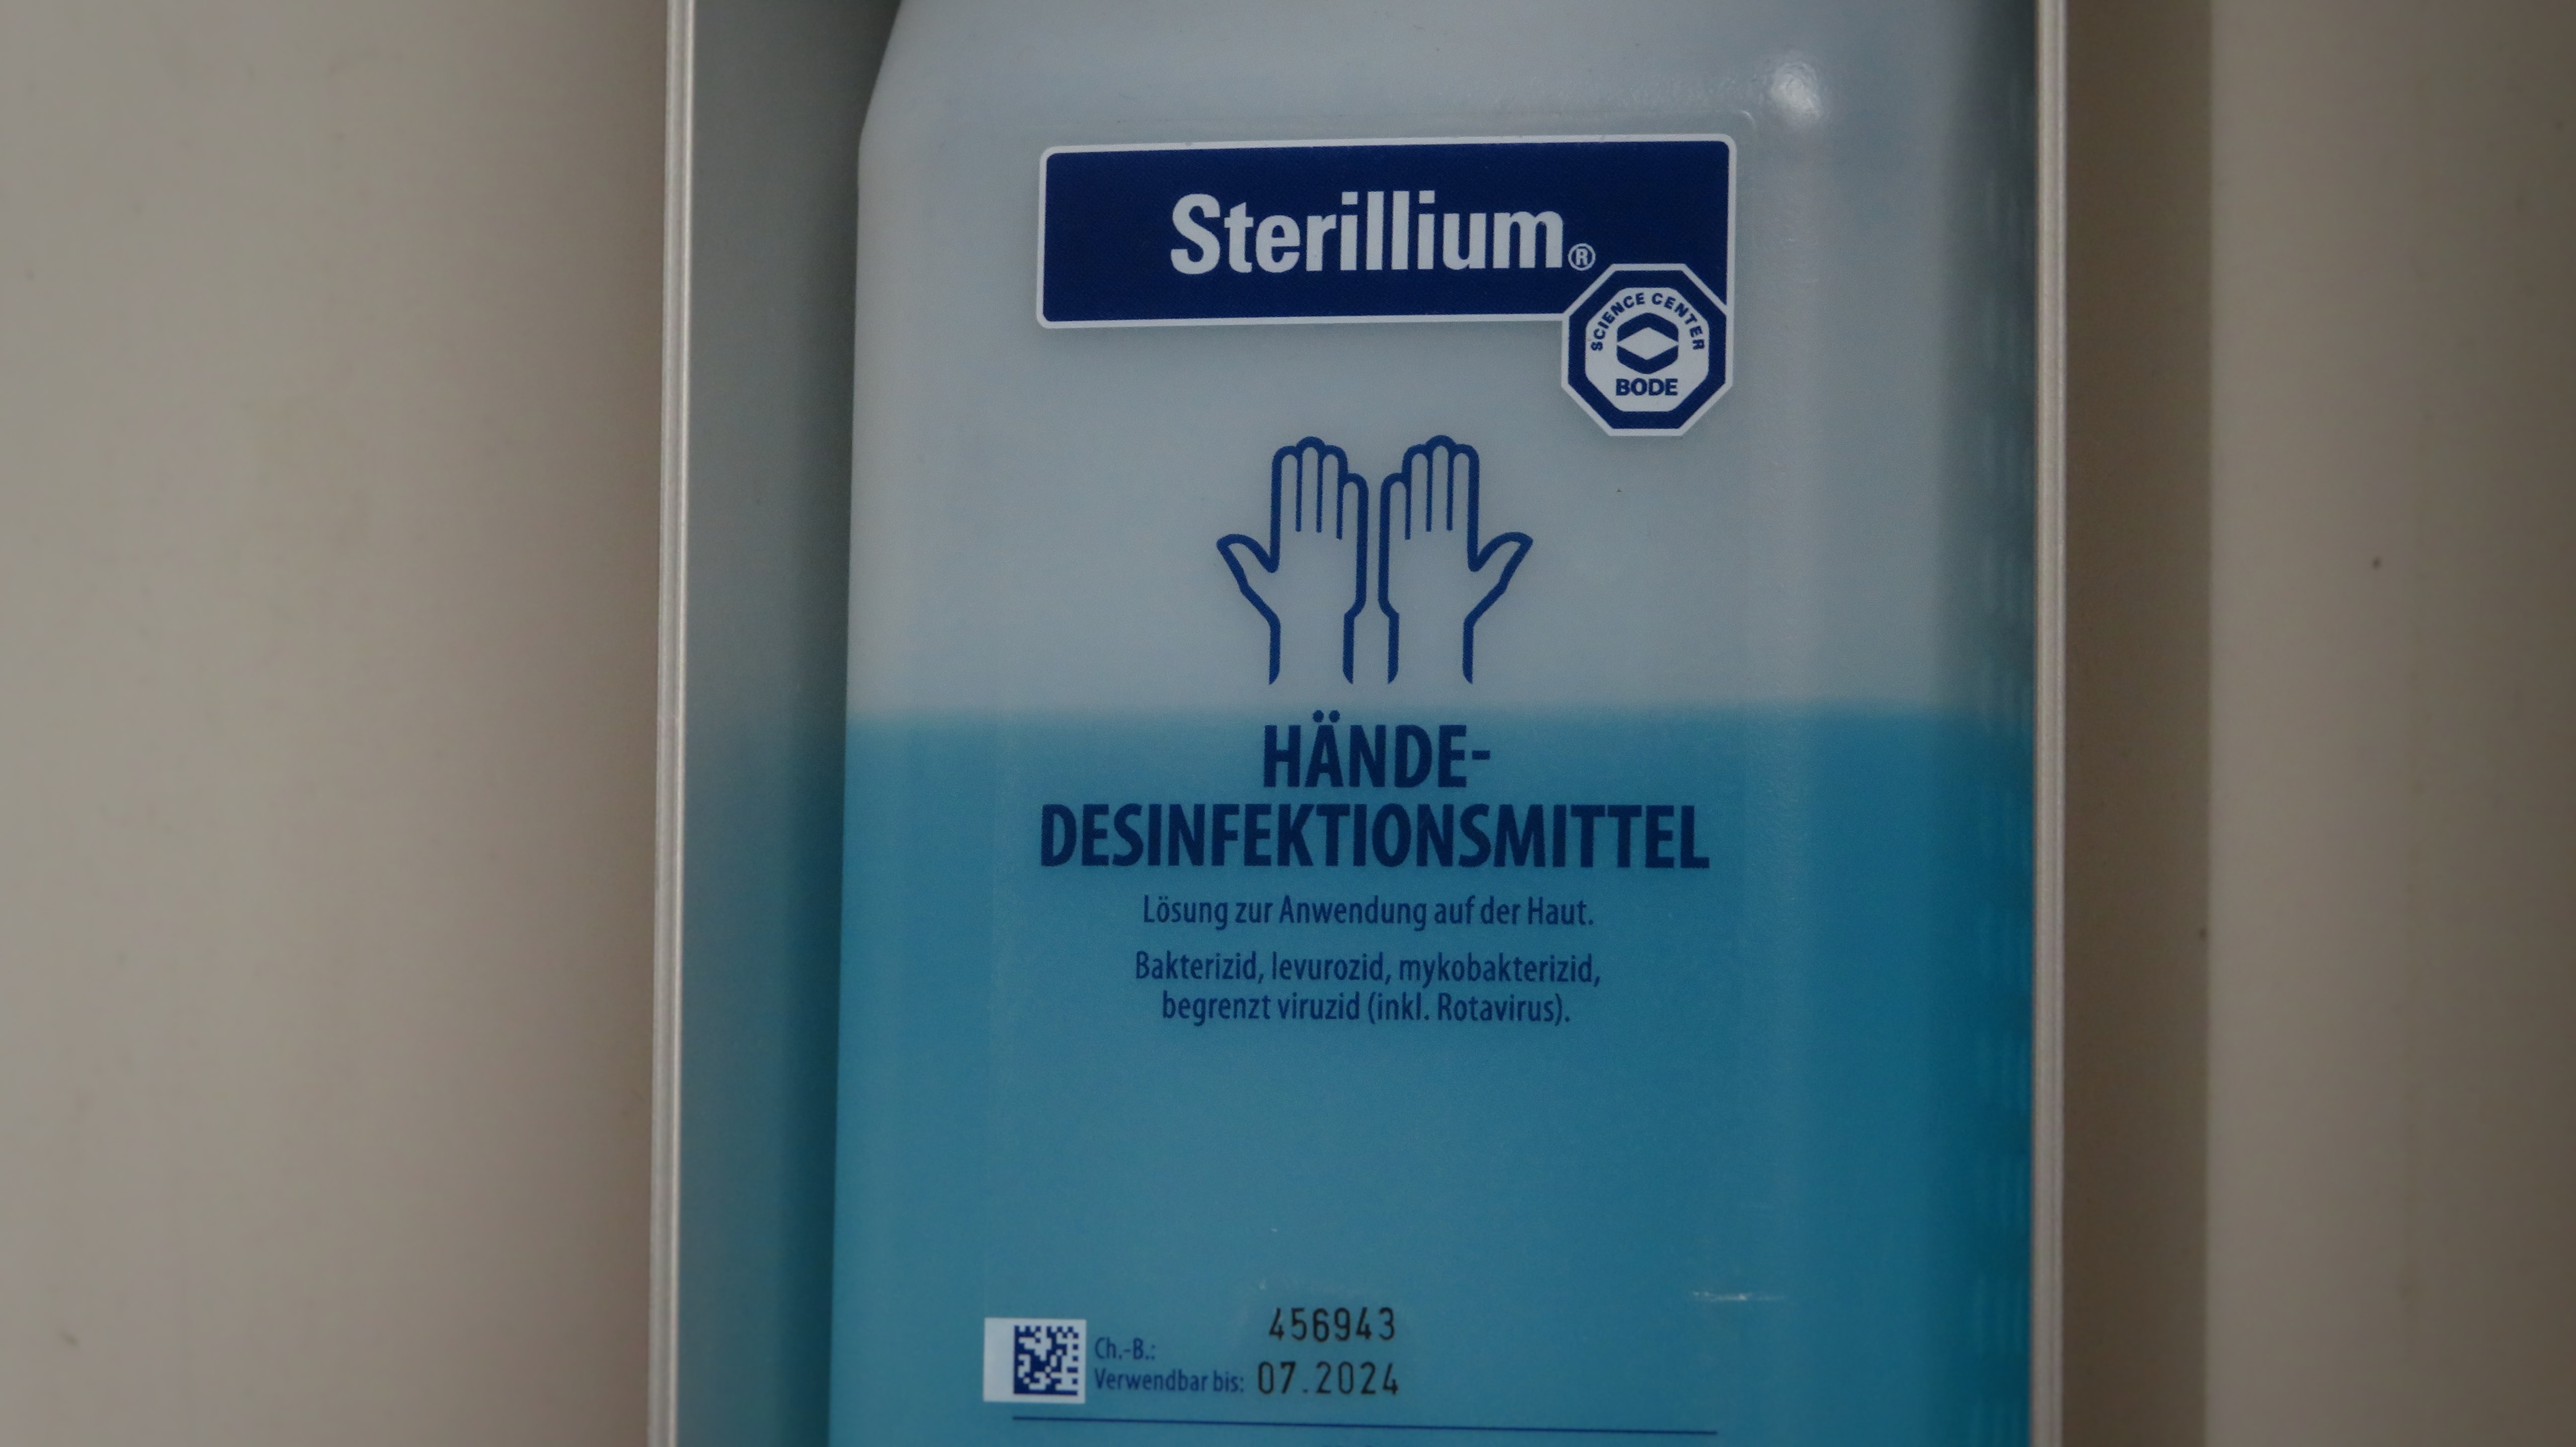 Sterillium®
SCIENCE CENTER
BODE
HÄNDE-
DESINFEKTIONSMITTEL
Lösung zur Anwendung auf der Haut.
Bakterizid, levurozid, mykobakterizid,
begrenzt viruzid (inkl. Rotavirus).
Ch.-B.: 456943
Verwendbar bis: 07.2024